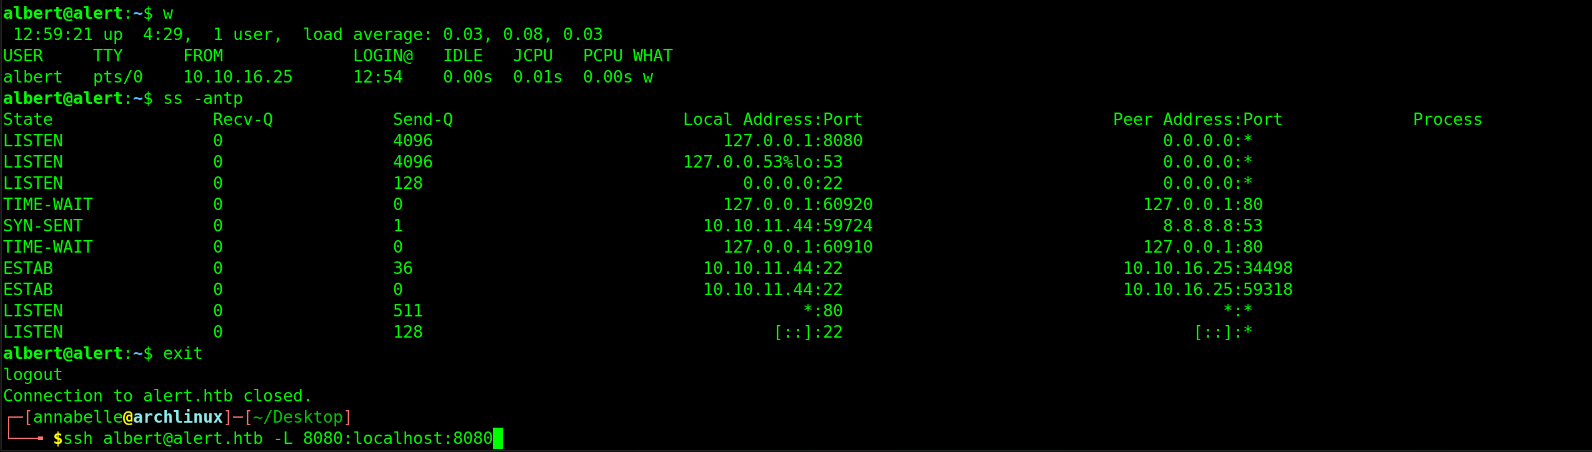 albert@alert:~$ w
 12:59:21 up  4:29,  1 user,  load average: 0.03, 0.08, 0.03
USER     TTY      FROM             LOGIN@   IDLE   JCPU   PCPU WHAT
albert   pts/0    10.10.16.25      12:54    0.00s  0.01s  0.00s w
albert@alert:~$ ss -antp
State                Recv-Q            Send-Q                       Local Address:Port                         Peer Address:Port             Process
LISTEN               0                 4096                             127.0.0.1:8080                              0.0.0.0:*
LISTEN               0                 4096                         127.0.0.53%lo:53                                0.0.0.0:*
LISTEN               0                 128                                0.0.0.0:22                                0.0.0.0:*
TIME-WAIT            0                 0                                127.0.0.1:60920                           127.0.0.1:80
SYN-SENT             0                 1                              10.10.11.44:59724                             8.8.8.8:53
TIME-WAIT            0                 0                                127.0.0.1:60910                           127.0.0.1:80
ESTAB                0                 36                             10.10.11.44:22                            10.10.16.25:34498
ESTAB                0                 0                              10.10.11.44:22                            10.10.16.25:59318
LISTEN               0                 511                                      *:80                                      *:*
LISTEN               0                 128                                   [::]:22                                   [::]:*
albert@alert:~$ exit
logout
Connection to alert.htb closed.
┌─[annabelle@archlinux]─[~/Desktop]
└──╼ $ssh albert@alert.htb -L 8080:localhost:8080